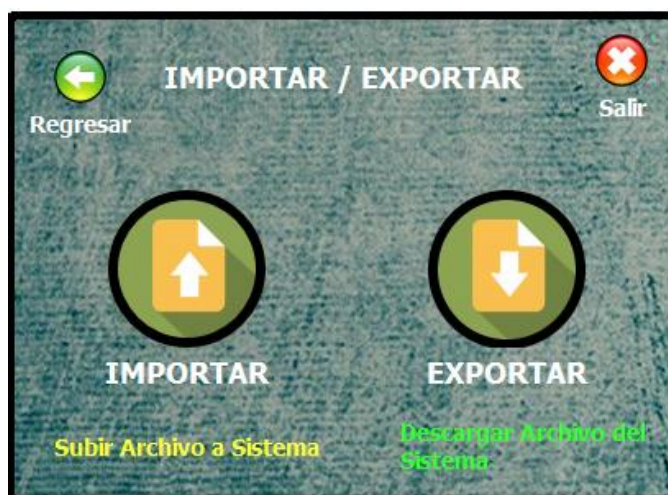 IMPORTAR / EXPORTAR
Regresar
Salir
IMPORTAR
EXPORTAR
Subir Archivo a Sistema
Descargar Archivo del
Sistema